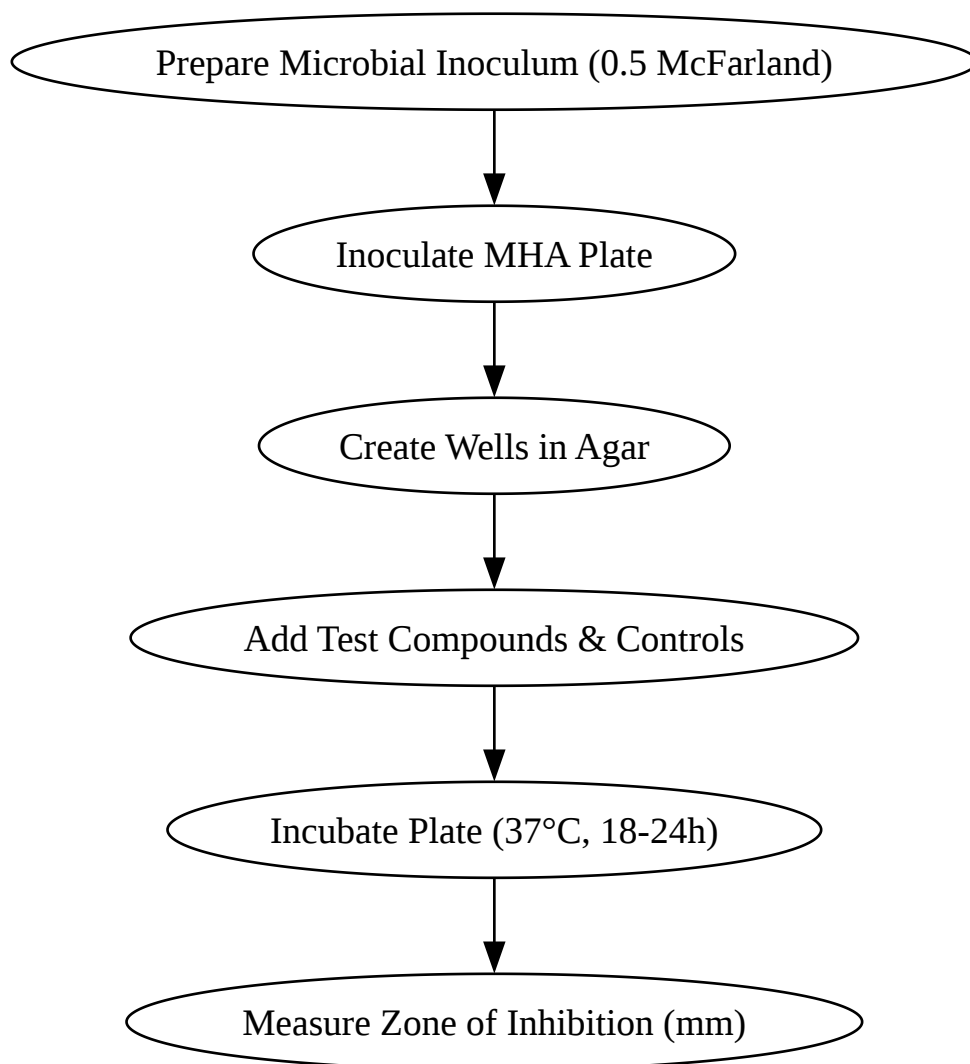 Prepare Microbial Inoculum (0.5 McFarland)
Inoculate MHA Plate
Create Wells in Agar
Add Test Compounds & Controls
Incubate Plate (37°C, 18-24h)
Measure Zone of Inhibition (mm)